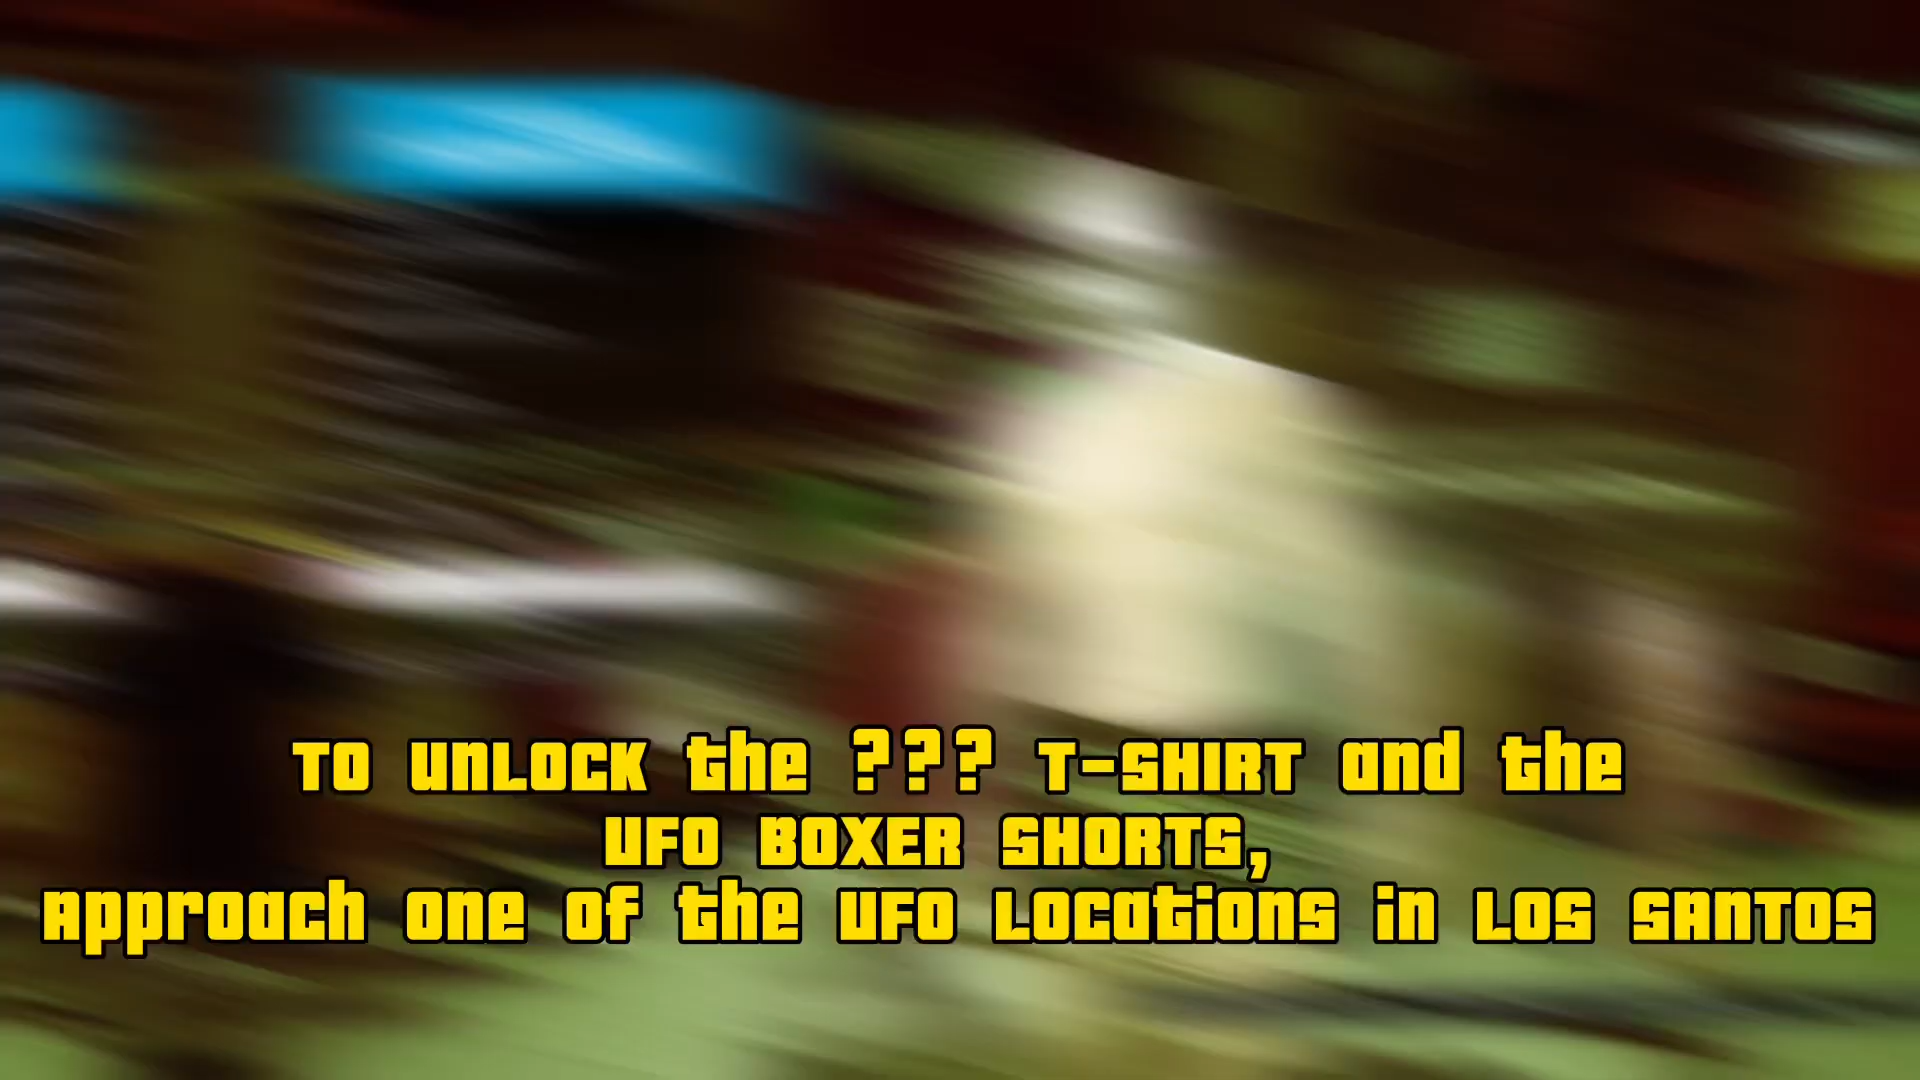 TO UNLOCK the ??? T-SHIRT and the
UFO BOXER SHORTS,
Approach one of the UFO Locations in LOS SANTOS